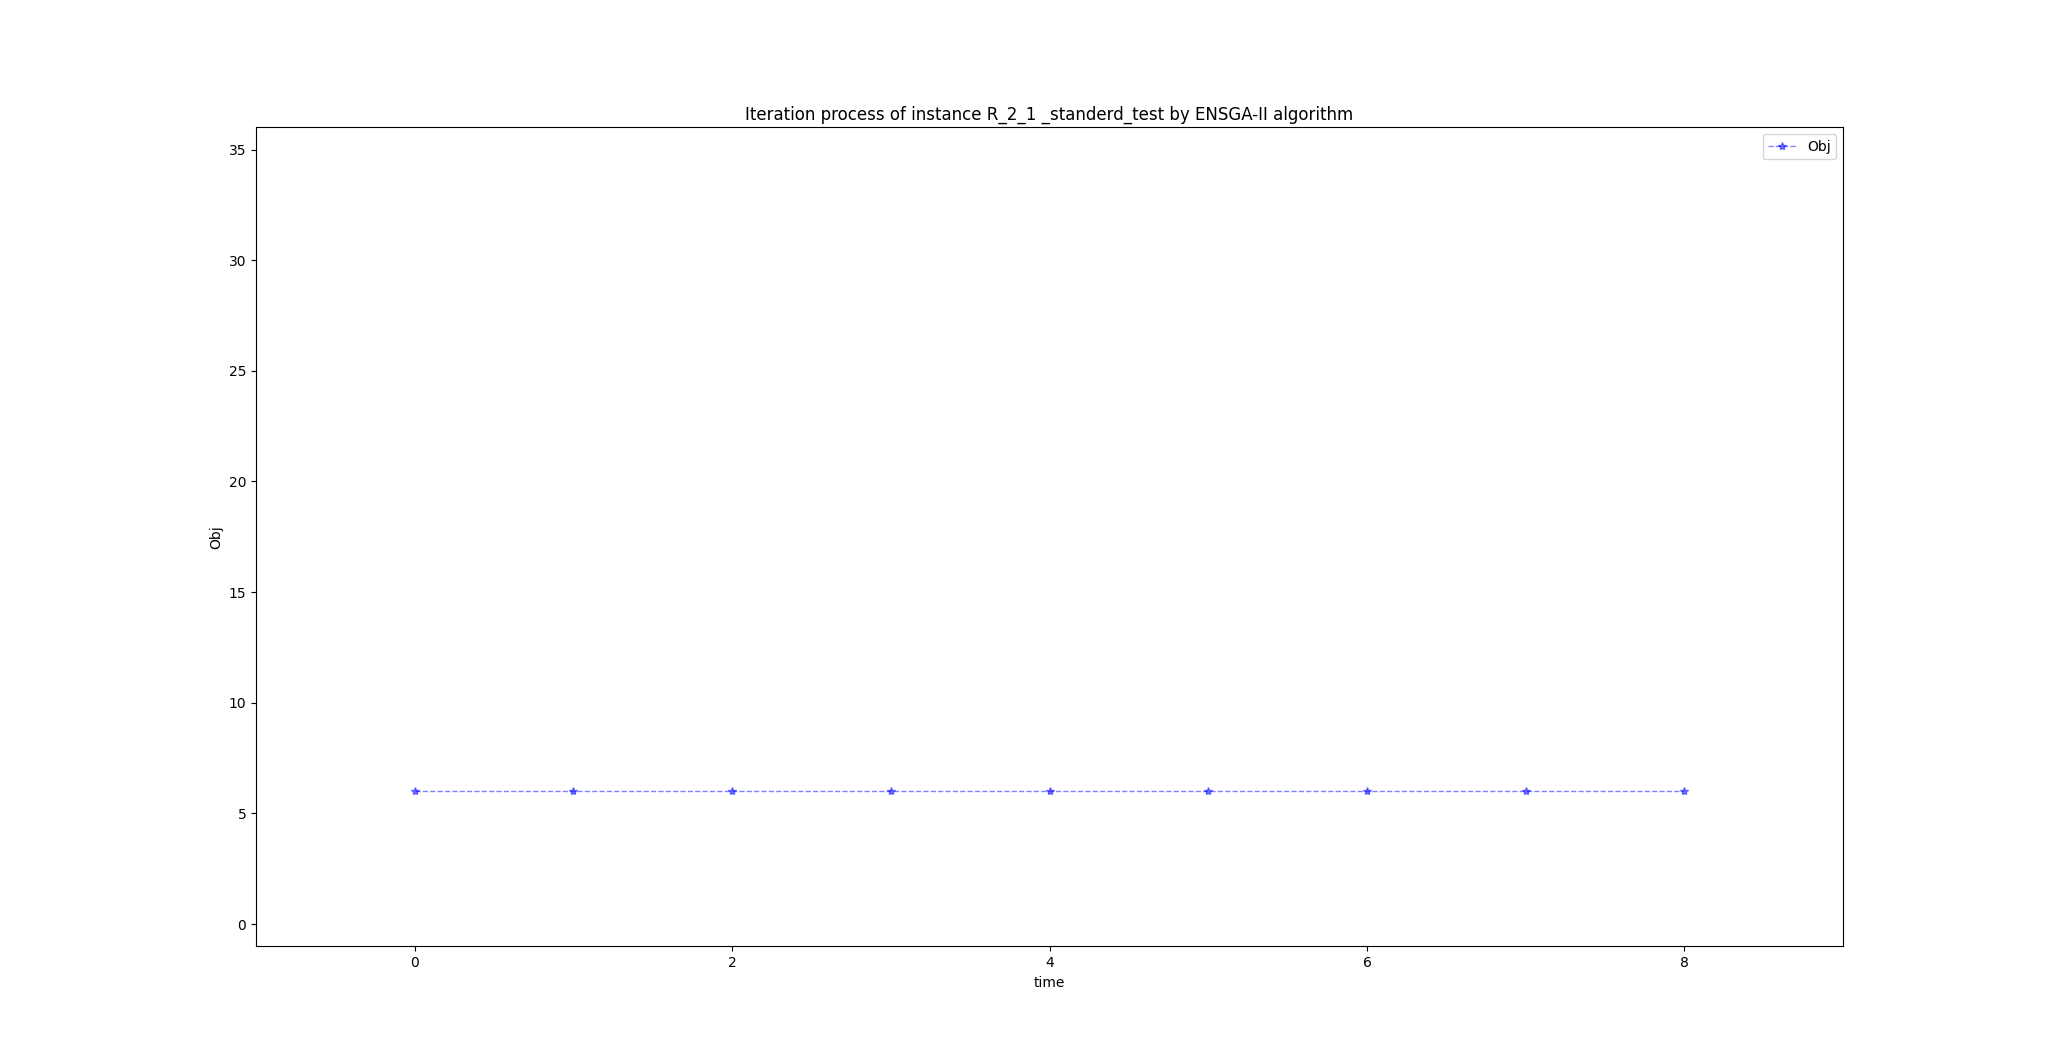 Iteration process of instance R_2_1 _standerd_test by ENSGA-II algorithm
Obj
35
30
25
20
15
10
5
0
Obj
0 2 4 6 8
time